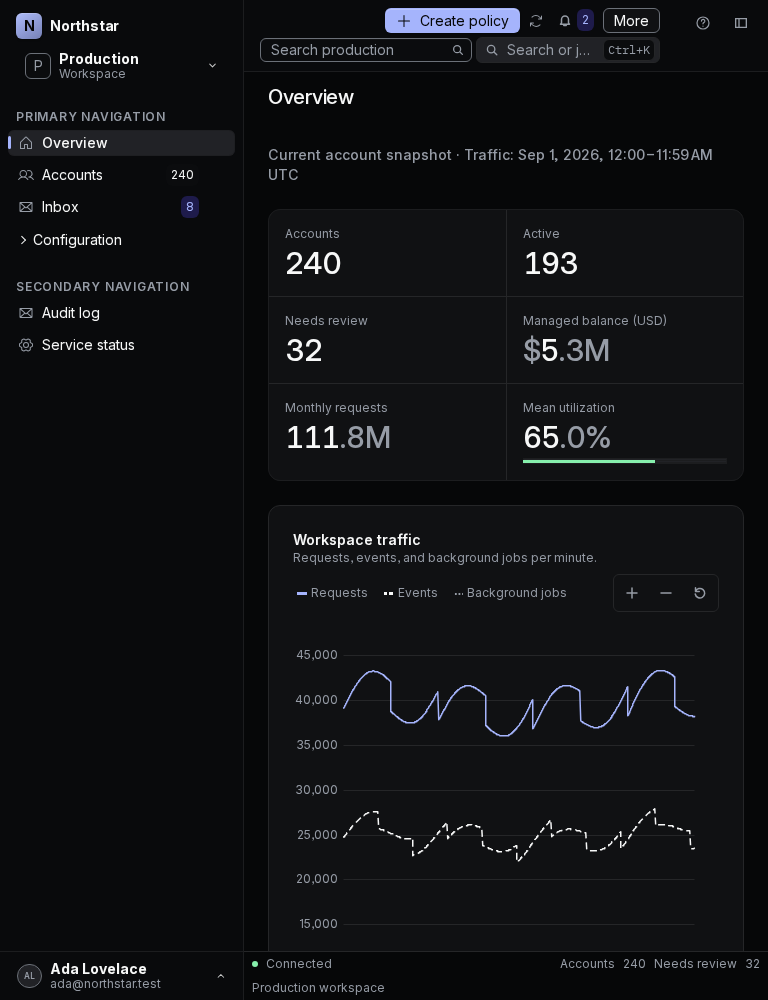 N Northstar
P Production
Workspace
PRIMARY NAVIGATION
Overview
Accounts 240
Inbox 8
Configuration
SECONDARY NAVIGATION
Audit log
Service status
AL Ada Lovelace
ada@northstar.test
Create policy 2 More
Search production Search or j… Ctrl+K
Overview
Current account snapshot · Traffic: Sep 1, 2026, 12:00–11:59 AM
UTC
Accounts
240
Active
193
Needs review
32
Managed balance (USD)
$5.3M
Monthly requests
111.8M
Mean utilization
65.0%
Workspace traffic
Requests, events, and background jobs per minute.
Requests Events Background jobs
45,000
40,000
35,000
30,000
25,000
20,000
15,000
Connected Accounts 240 Needs review 32
Production workspace